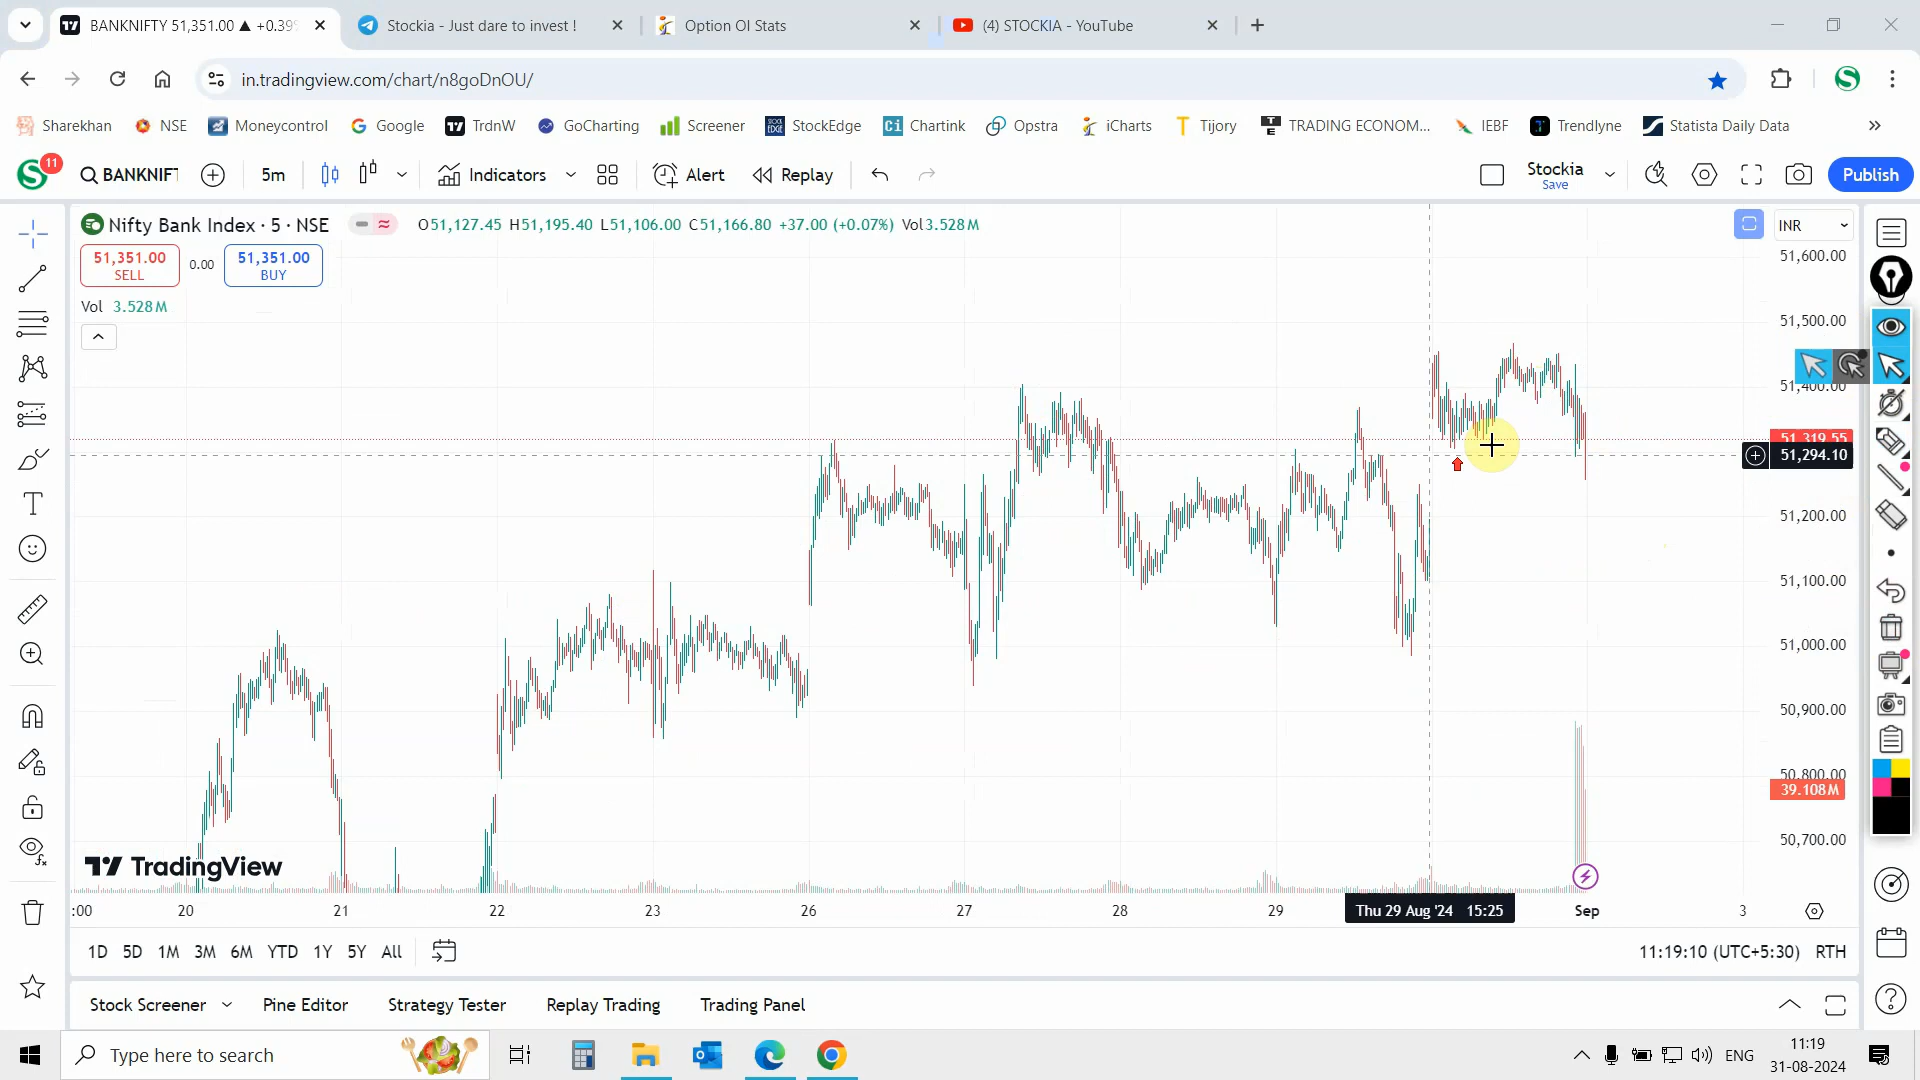 BANKNIFTY 51,351.00 ▲ +0.39%
Stockia - Just dare to invest !
Option OI Stats
(4) STOCKIA - YouTube
in.tradingview.com/chart/n8goDnOU/
Sharekhan
NSE
Moneycontrol
Google
TrdnW
GoCharting
Screener
StockEdge
Chartink
Opstra
iCharts
Tijory
TRADING ECONOM...
IEBF
Trendlyne
Statista Daily Data
11
BANKNIFT
5m
Indicators
Alert
Replay
Stockia
Save
Publish
Nifty Bank Index · 5 · NSE
O51,127.45 H51,195.40 L51,106.00 C51,166.80 +37.00 (+0.07%) Vol3.528M
INR
51,351.00
SELL
0.00
51,351.00
BUY
Vol 3.528M
51,600.00
51,500.00
51,400.00
51,319.55
51,294.10
51,200.00
51,100.00
51,000.00
50,900.00
50,800.00
39.108M
50,700.00
TradingView
:00
20
21
22
23
26
27
28
29
Thu 29 Aug '24 15:25
Sep
3
1D 5D 1M 3M 6M YTD 1Y 5Y All
11:19:10 (UTC+5:30) RTH
Stock Screener
Pine Editor
Strategy Tester
Replay Trading
Trading Panel
Type here to search
ENG
11:19
31-08-2024